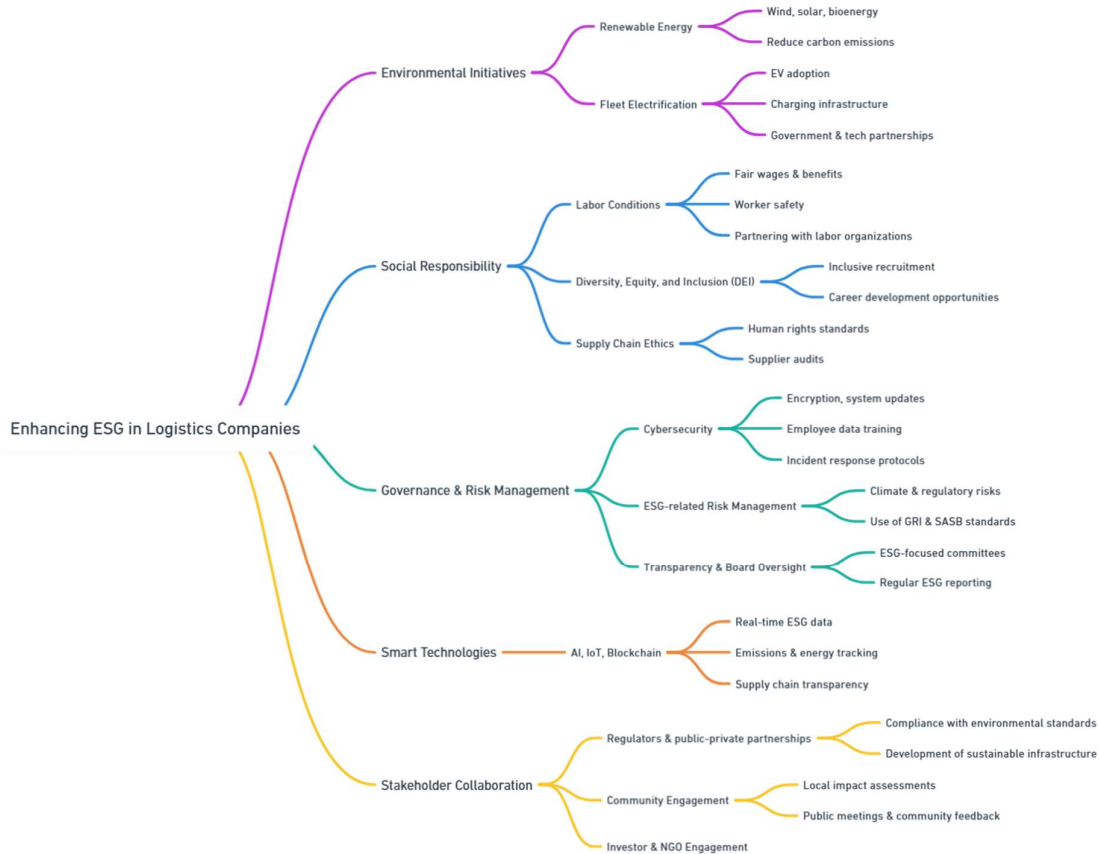 Enhancing ESG in Logistics Companies
Environmental Initiatives
Renewable Energy
Wind, solar, bioenergy
Reduce carbon emissions
Fleet Electrification
EV adoption
Charging infrastructure
Government & tech partnerships
Social Responsibility
Labor Conditions
Fair wages & benefits
Worker safety
Partnering with labor organizations
Diversity, Equity, and Inclusion (DEI)
Inclusive recruitment
Career development opportunities
Supply Chain Ethics
Human rights standards
Supplier audits
Governance & Risk Management
Cybersecurity
Encryption, system updates
Employee data training
Incident response protocols
ESG-related Risk Management
Climate & regulatory risks
Use of GRI & SASB standards
Transparency & Board Oversight
ESG-focused committees
Regular ESG reporting
Smart Technologies
AI, IoT, Blockchain
Real-time ESG data
Emissions & energy tracking
Supply chain transparency
Stakeholder Collaboration
Regulators & public-private partnerships
Compliance with environmental standards
Development of sustainable infrastructure
Community Engagement
Local impact assessments
Public meetings & community feedback
Investor & NGO Engagement